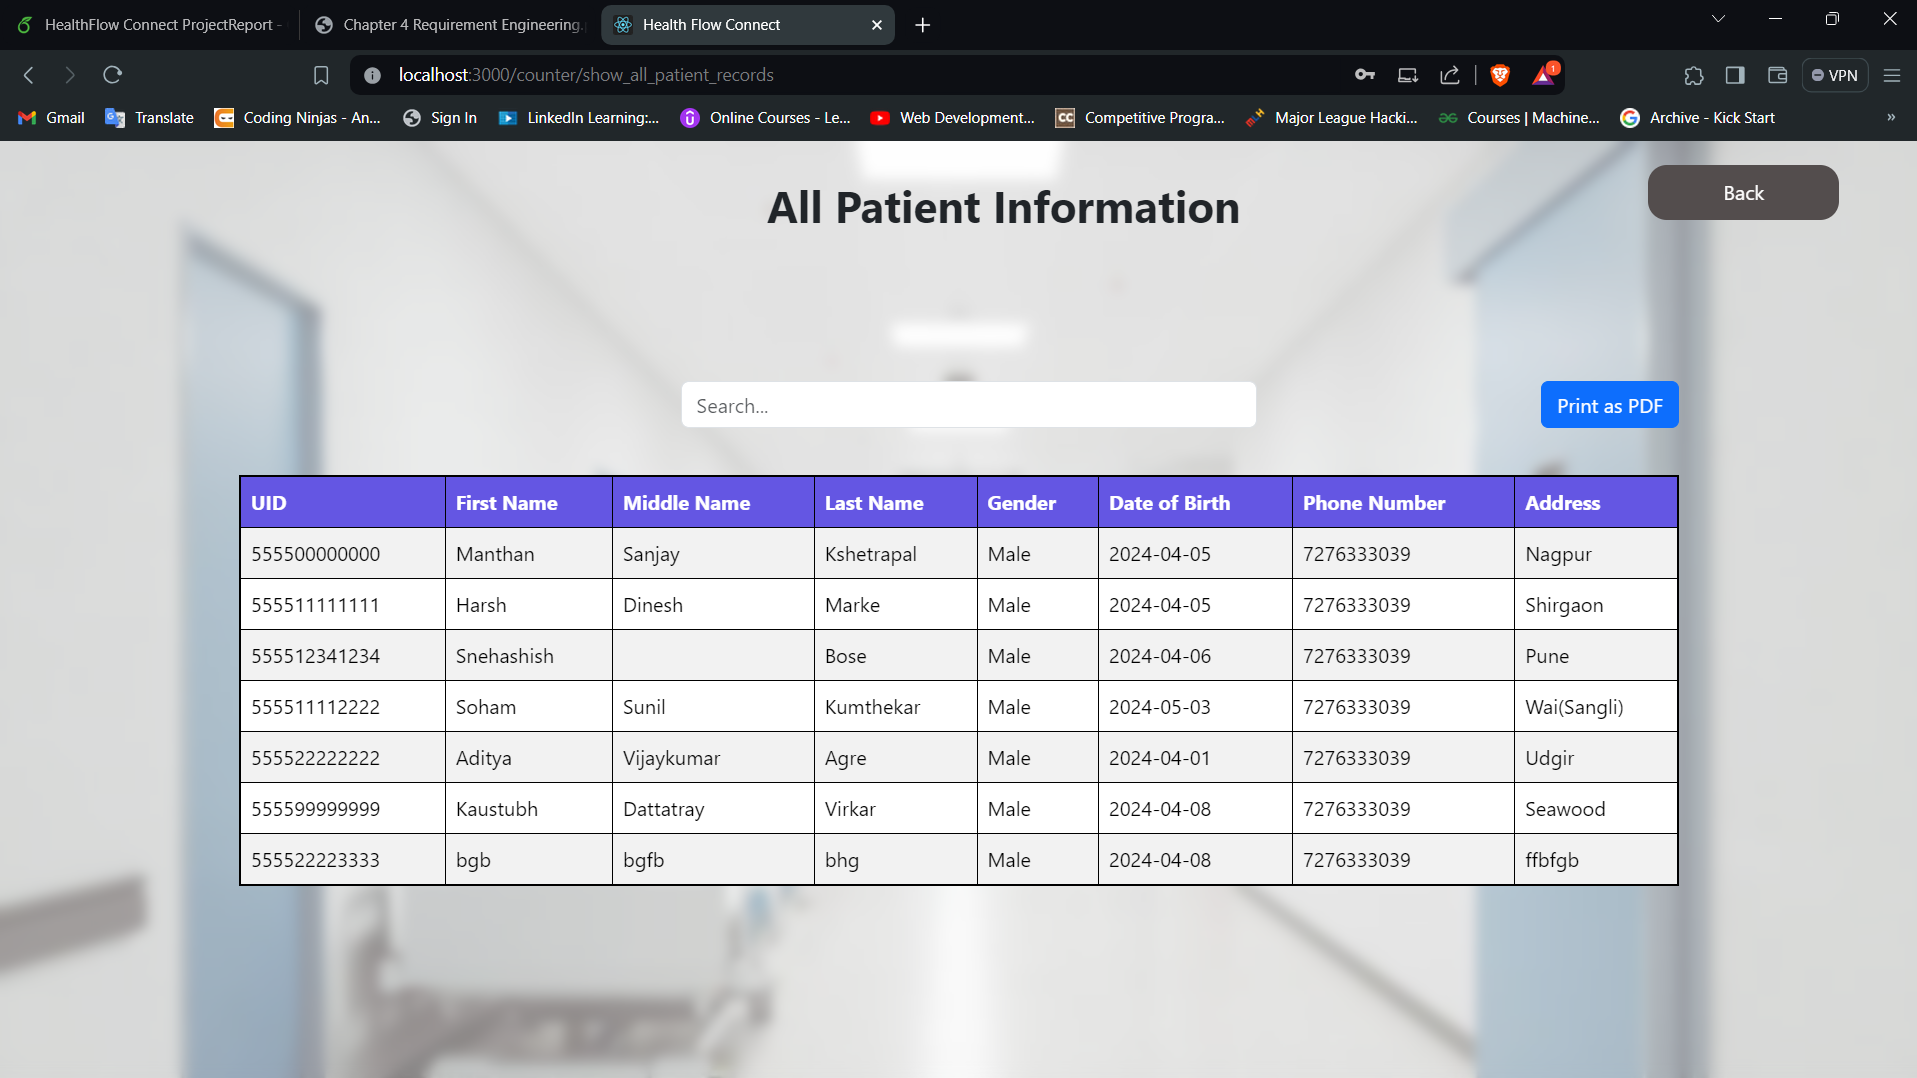 HealthFlow Connect ProjectReport -
Chapter 4 Requirement Engineering.
Health Flow Connect
localhost:3000/counter/show_all_patient_records
1
VPN
Gmail
Translate
Coding Ninjas - An...
Sign In
LinkedIn Learning:...
Online Courses - Le...
Web Development...
CC
Competitive Progra...
Major League Hacki...
Courses | Machine...
Archive - Kick Start
»
All Patient Information
Back
Search...
Print as PDF
UID First Name Middle Name Last Name Gender Date of Birth Phone Number Address
555500000000 Manthan Sanjay Kshetrapal Male 2024-04-05 7276333039 Nagpur
555511111111 Harsh Dinesh Marke Male 2024-04-05 7276333039 Shirgaon
555512341234 Snehashish Bose Male 2024-04-06 7276333039 Pune
555511112222 Soham Sunil Kumthekar Male 2024-05-03 7276333039 Wai(Sangli)
555522222222 Aditya Vijaykumar Agre Male 2024-04-01 7276333039 Udgir
555599999999 Kaustubh Dattatray Virkar Male 2024-04-08 7276333039 Seawood
555522223333 bgb bgfb bhg Male 2024-04-08 7276333039 ffbfgb